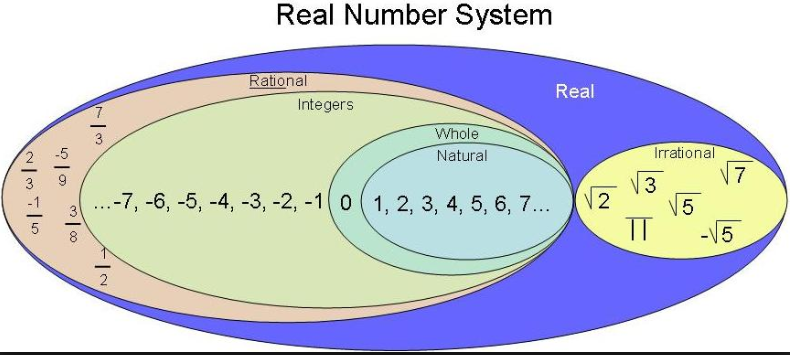 Real Number System
Rational
Real
Integers
7/3
Whole
Natural
Irrational
2/3
-5/9
√2
√3
√7
-1/5
3/8
...-7, -6, -5, -4, -3, -2, -1
0
1, 2, 3, 4, 5, 6, 7...
√5
π
-√5
1/2